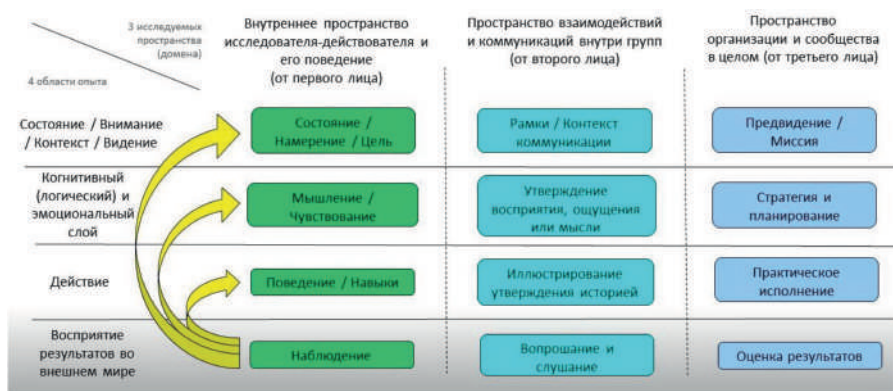 3 исследуемых
пространства
(домена)
4 области опыта
Внутреннее пространство
исследователя-действователя и
его поведение
(от первого лица)
Пространство взаимодействий
и коммуникаций внутри групп
(от второго лица)
Пространство
организации и сообщества
в целом (от третьего лица)
Состояние / Внимание
/ Контекст / Видение
Состояние /
Намерение / Цель
Рамки / Контекст
коммуникации
Предвидение /
Миссия
Когнитивный
(логический) и
эмоциональный
слой
Мышление /
Чувствование
Утверждение
восприятия, ощущения
или мысли
Стратегия и
планирование
Действие
Поведение / Навыки
Иллюстрирование
утверждения историей
Практическое
исполнение
Восприятие
результатов во
внешнем мире
Наблюдение
Вопрошание и
слушание
Оценка результатов